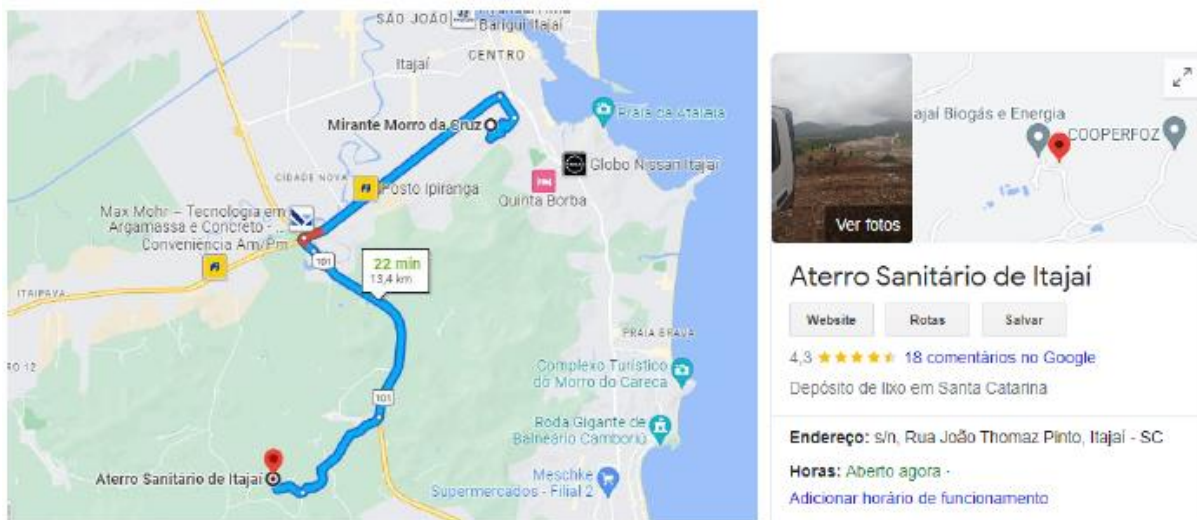 SÃO JOÃO
Barigui Itajaí
CENTRO
Itajaí
Mirante Morro da Cruz
Praia da Atalaia
Globo Nissan Itajaí
CIDADE NOVA
Posto Ipiranga
Quinta Borba
Max Mohr – Tecnologia em
Argamassa e Concreto - ...
Conveniência Am/Pm
101
22 min
13,4 km
ITAIPAVA
PRAIA BRAVA
Complexo Turístico
do Morro do Careca
101
Roda Gigante de
Balneário Camboriú
Aterro Sanitário de Itajaí
Meschke
Supermercados - Filial 2
ajaí Biogás e Energia
COOPERFOZ
Ver fotos
Aterro Sanitário de Itajaí
Website Rotas Salvar
4,3 18 comentários no Google
Depósito de lixo em Santa Catarina
Endereço: s/n, Rua João Thomaz Pinto, Itajaí - SC
Horas: Aberto agora ·
Adicionar horário de funcionamento